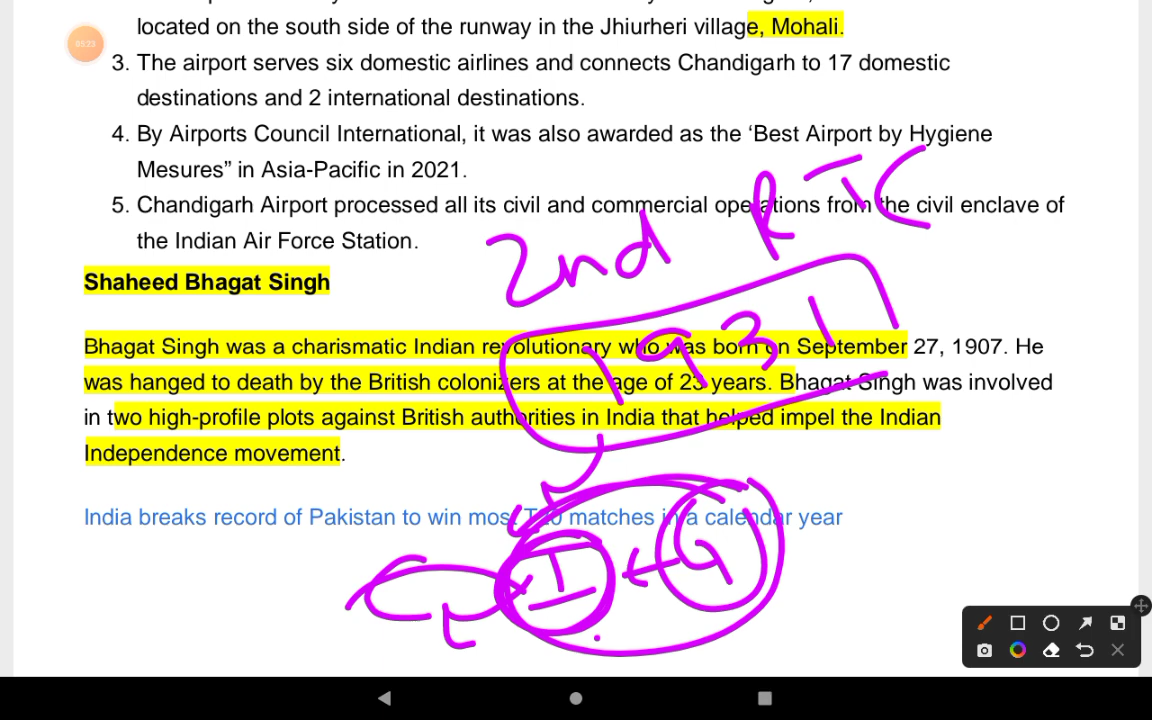 located on the south side of the runway in the Jhiurheri village, Mohali.
05:23
3. The airport serves six domestic airlines and connects Chandigarh to 17 domestic
destinations and 2 international destinations.
4. By Airports Council International, it was also awarded as the ‘Best Airport by Hygiene
Mesures” in Asia-Pacific in 2021.
5. Chandigarh Airport processed all its civil and commercial operations from the civil enclave of
the Indian Air Force Station.
2nd RTC
Shaheed Bhagat Singh
1931
Bhagat Singh was a charismatic Indian revolutionary who was born on September 27, 1907. He
was hanged to death by the British colonizers at the age of 23 years. Bhagat Singh was involved
in two high-profile plots against British authorities in India that helped impel the Indian
Independence movement.
India breaks record of Pakistan to win most T20 matches in a calendar year
I